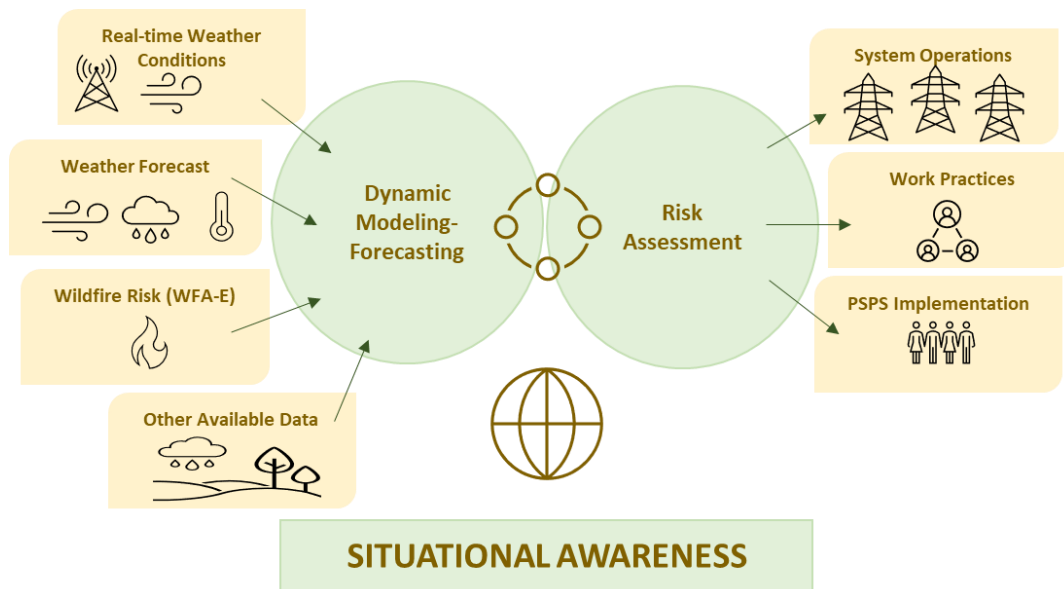 Real-time Weather
Conditions
Weather Forecast
Wildfire Risk (WFA-E)
Other Available Data
Dynamic
Modeling-
Forecasting
Risk
Assessment
System Operations
Work Practices
PSPS Implementation
SITUATIONAL AWARENESS